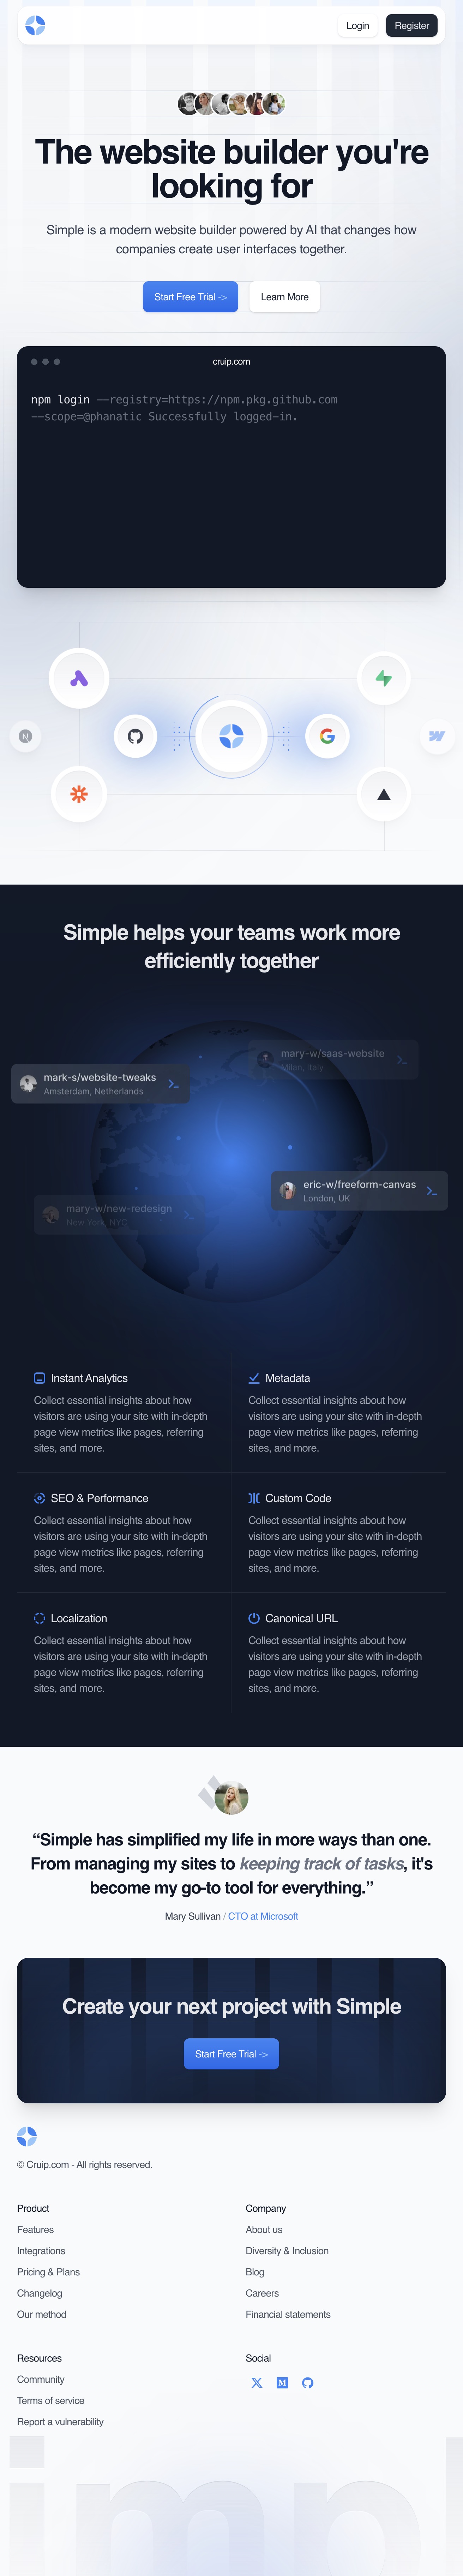 Login
Register
The website builder you're
looking for
Simple is a modern website builder powered by AI that changes how
companies create user interfaces together.
Start Free Trial ->
Learn More
cruip.com
npm login --registry=https://npm.pkg.github.com
--scope=@phanatic Successfully logged-in.
N
G
Simple helps your teams work more
efficiently together
mary-w/saas-website
Milan, Italy
mark-s/website-tweaks
Amsterdam, Netherlands
eric-w/freeform-canvas
London, UK
mary-w/new-redesign
New York, NYC
Instant Analytics
Collect essential insights about how
visitors are using your site with in-depth
page view metrics like pages, referring
sites, and more.
Metadata
Collect essential insights about how
visitors are using your site with in-depth
page view metrics like pages, referring
sites, and more.
SEO & Performance
Collect essential insights about how
visitors are using your site with in-depth
page view metrics like pages, referring
sites, and more.
Custom Code
Collect essential insights about how
visitors are using your site with in-depth
page view metrics like pages, referring
sites, and more.
Localization
Collect essential insights about how
visitors are using your site with in-depth
page view metrics like pages, referring
sites, and more.
Canonical URL
Collect essential insights about how
visitors are using your site with in-depth
page view metrics like pages, referring
sites, and more.
“Simple has simplified my life in more ways than one.
From managing my sites to keeping track of tasks, it's
become my go-to tool for everything.”
Mary Sullivan / CTO at Microsoft
Create your next project with Simple
Start Free Trial ->
© Cruip.com - All rights reserved.
Product
Features
Integrations
Pricing & Plans
Changelog
Our method
Company
About us
Diversity & Inclusion
Blog
Careers
Financial statements
Resources
Community
Terms of service
Report a vulnerability
Social
impl